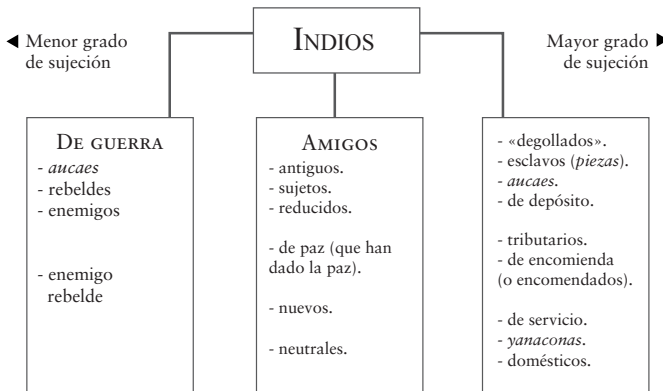 ◀ Menor grado
de sujeción
INDIOS
Mayor grado ▶
de sujeción
DE GUERRA
- aucaes
- rebeldes
- enemigos
- enemigo
rebelde
AMIGOS
- antiguos.
- sujetos.
- reducidos.
- de paz (que han
dado la paz).
- nuevos.
- neutrales.
- «degollados».
- esclavos (piezas).
- aucaes.
- de depósito.
- tributarios.
- de encomienda
(o encomendados).
- de servicio.
- yanaconas.
- domésticos.